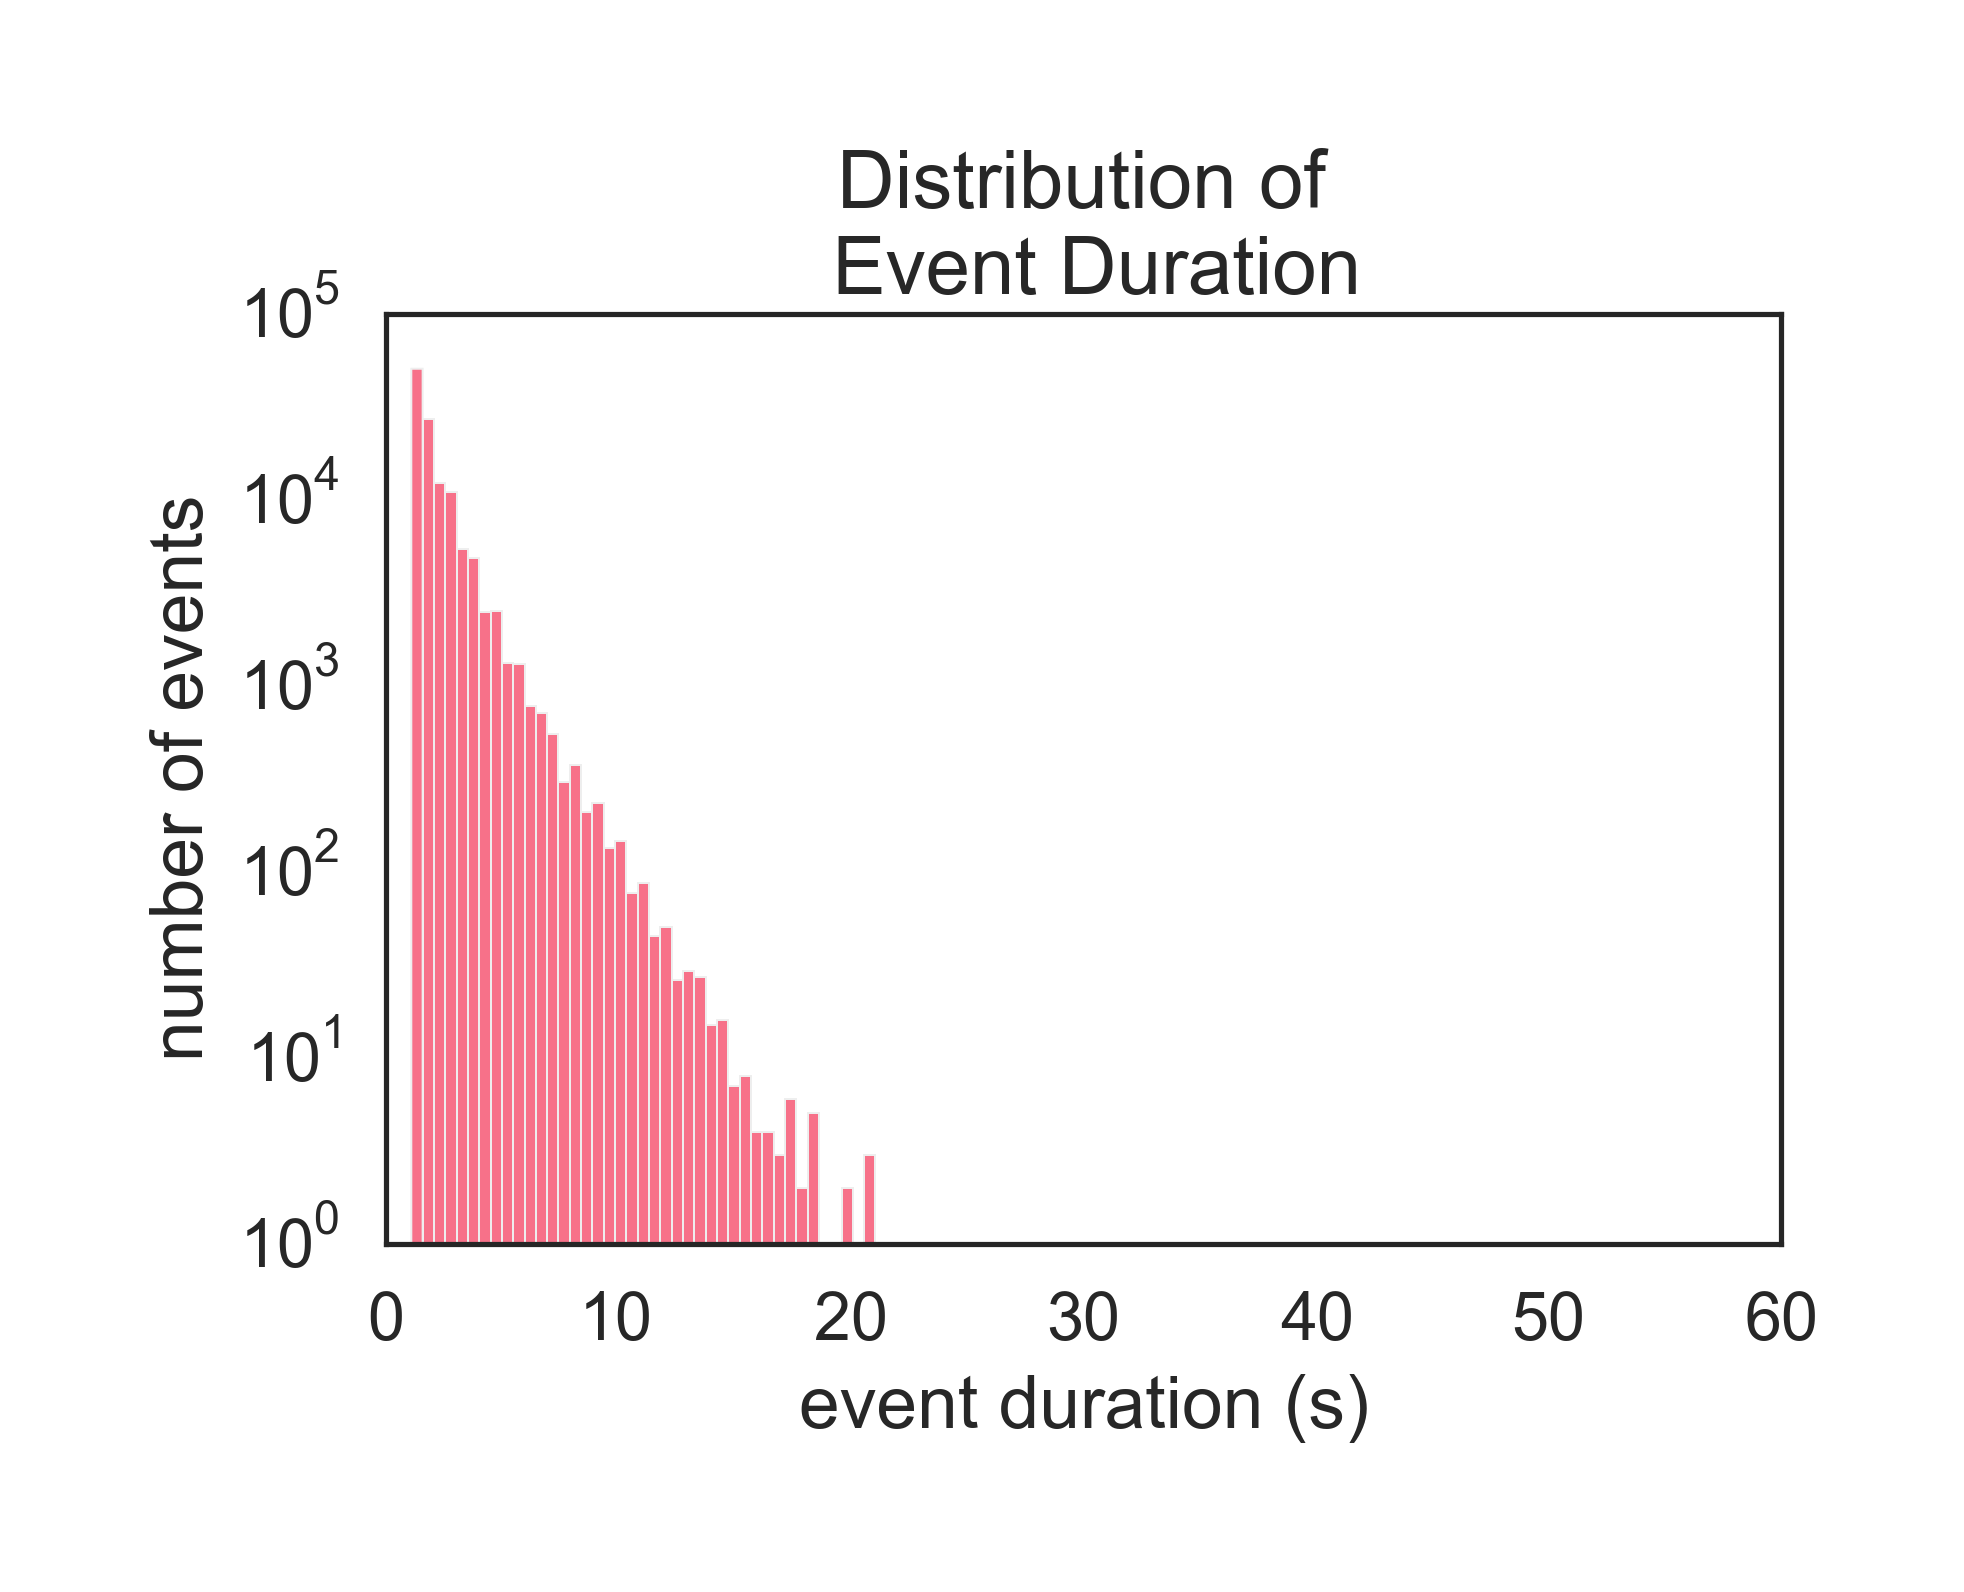 Distribution of
Event Duration
10^5
10^4
10^3
10^2
10^1
10^0
number of events
0 10 20 30 40 50 60
event duration (s)